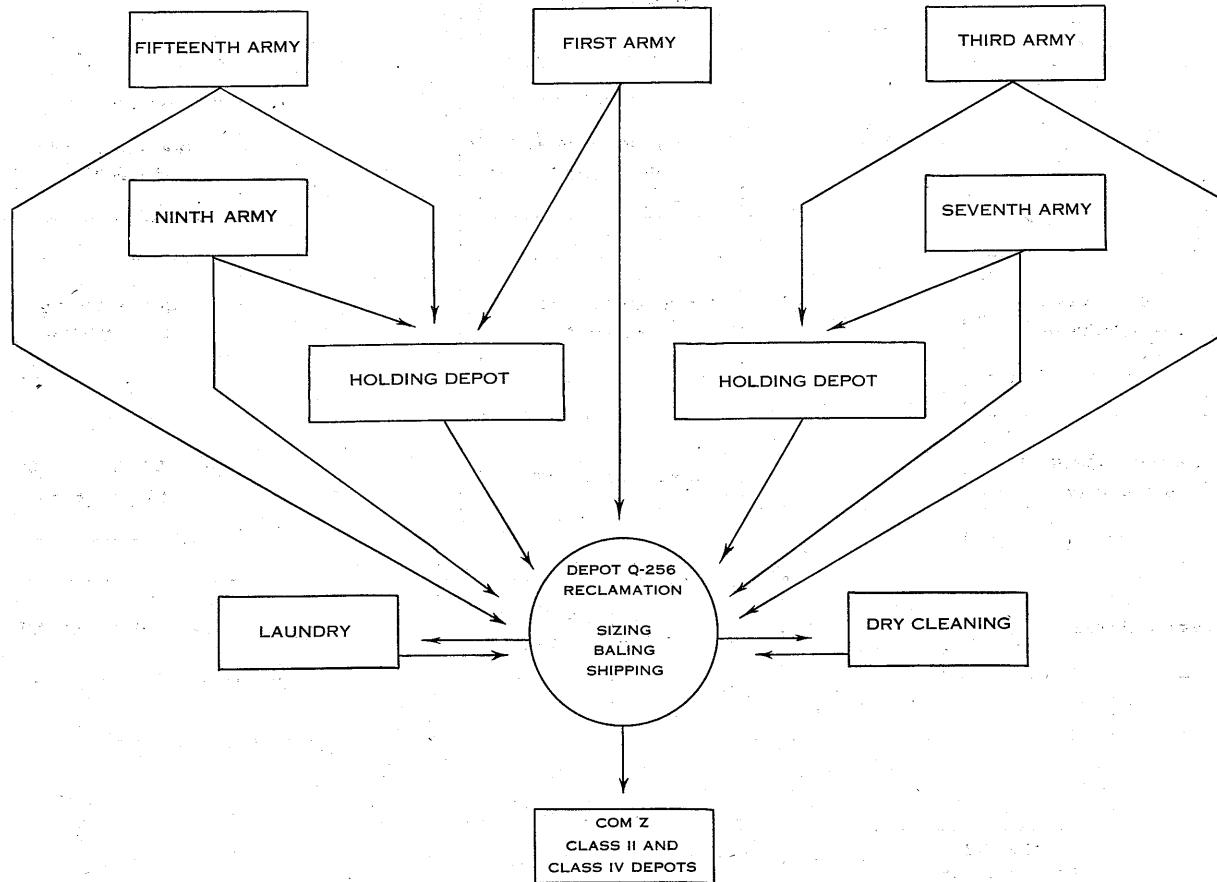 FIFTEENTH ARMY
FIRST ARMY
THIRD ARMY
NINTH ARMY
SEVENTH ARMY
HOLDING DEPOT
HOLDING DEPOT
DEPOT Q-256
RECLAMATION
SIZING
BALING
SHIPPING
LAUNDRY
DRY CLEANING
COM Z
CLASS II AND
CLASS IV DEPOTS